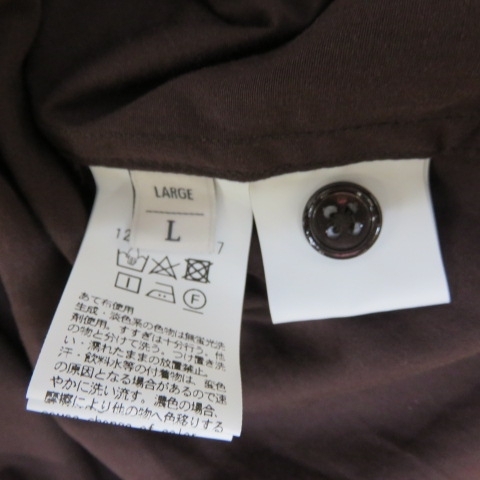 LARGE
L
12
7
F
あて布使用
生成・淡色系の色物は無蛍光洗
剤使用。すすぎは十分行う。他
の物と分けて洗う。つけ置き洗
い・濡れたままの放置禁止。
汗・飲料水等の付着物は、変色
の原因となる場合があるので速
やかに洗い流す。濃色の場合、
摩擦により他の物へ色移りする